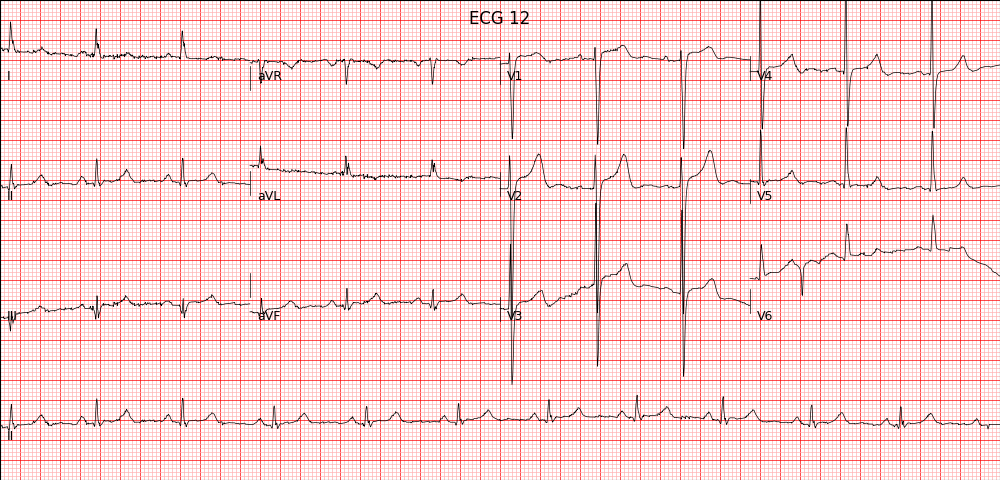 ECG 12
I aVR V1 V4
II aVL V2 V5
III aVF V3 V6
II